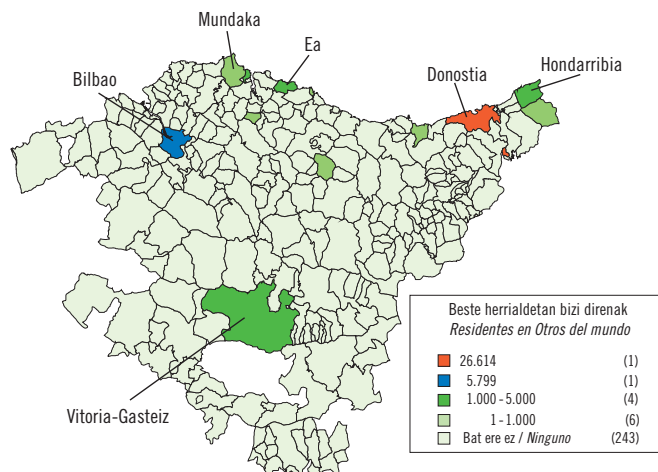 Mundaka
Ea
Bilbao
Donostia
Hondarribia
Vitoria-Gasteiz
Beste herrialdetan bizi direnak
Residentes en Otros del mundo
26.614 (1)
5.799 (1)
1.000 - 5.000 (4)
1 - 1.000 (6)
Bat ere ez / Ninguno (243)